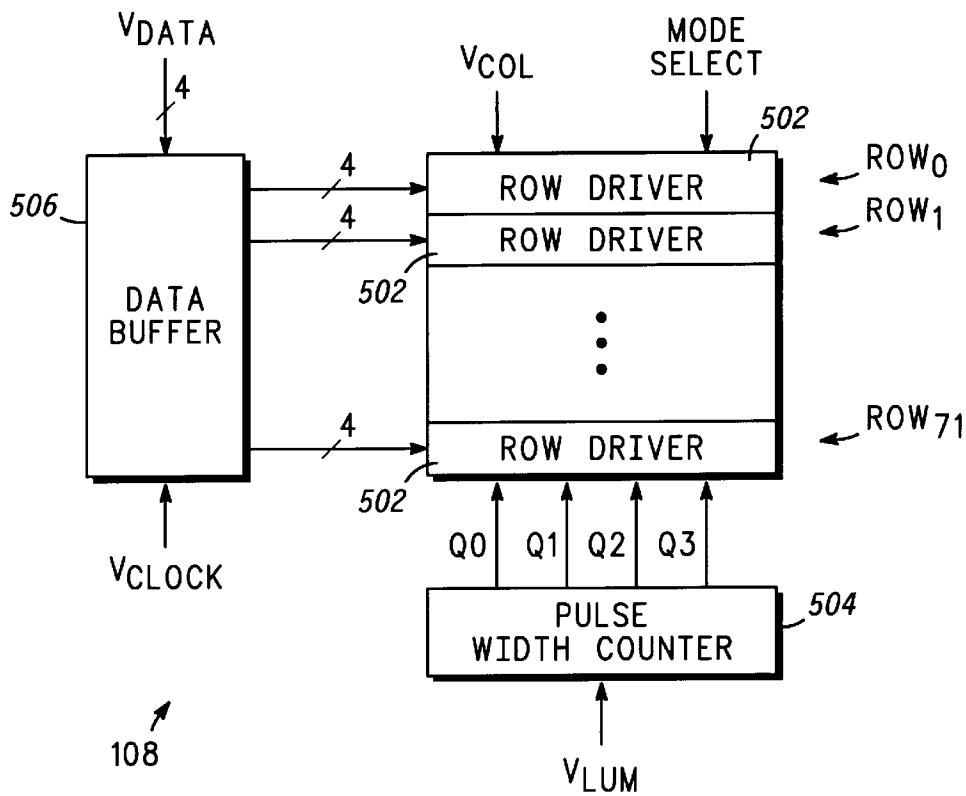 VDATA
4
VCOL
MODE
SELECT
502
506
4
ROW DRIVER
ROW0
4
ROW DRIVER
ROW1
502
DATA
BUFFER
4
ROW DRIVER
ROW71
502
VCLOCK
Q0 Q1 Q2 Q3
PULSE
WIDTH COUNTER
504
108
VLUM